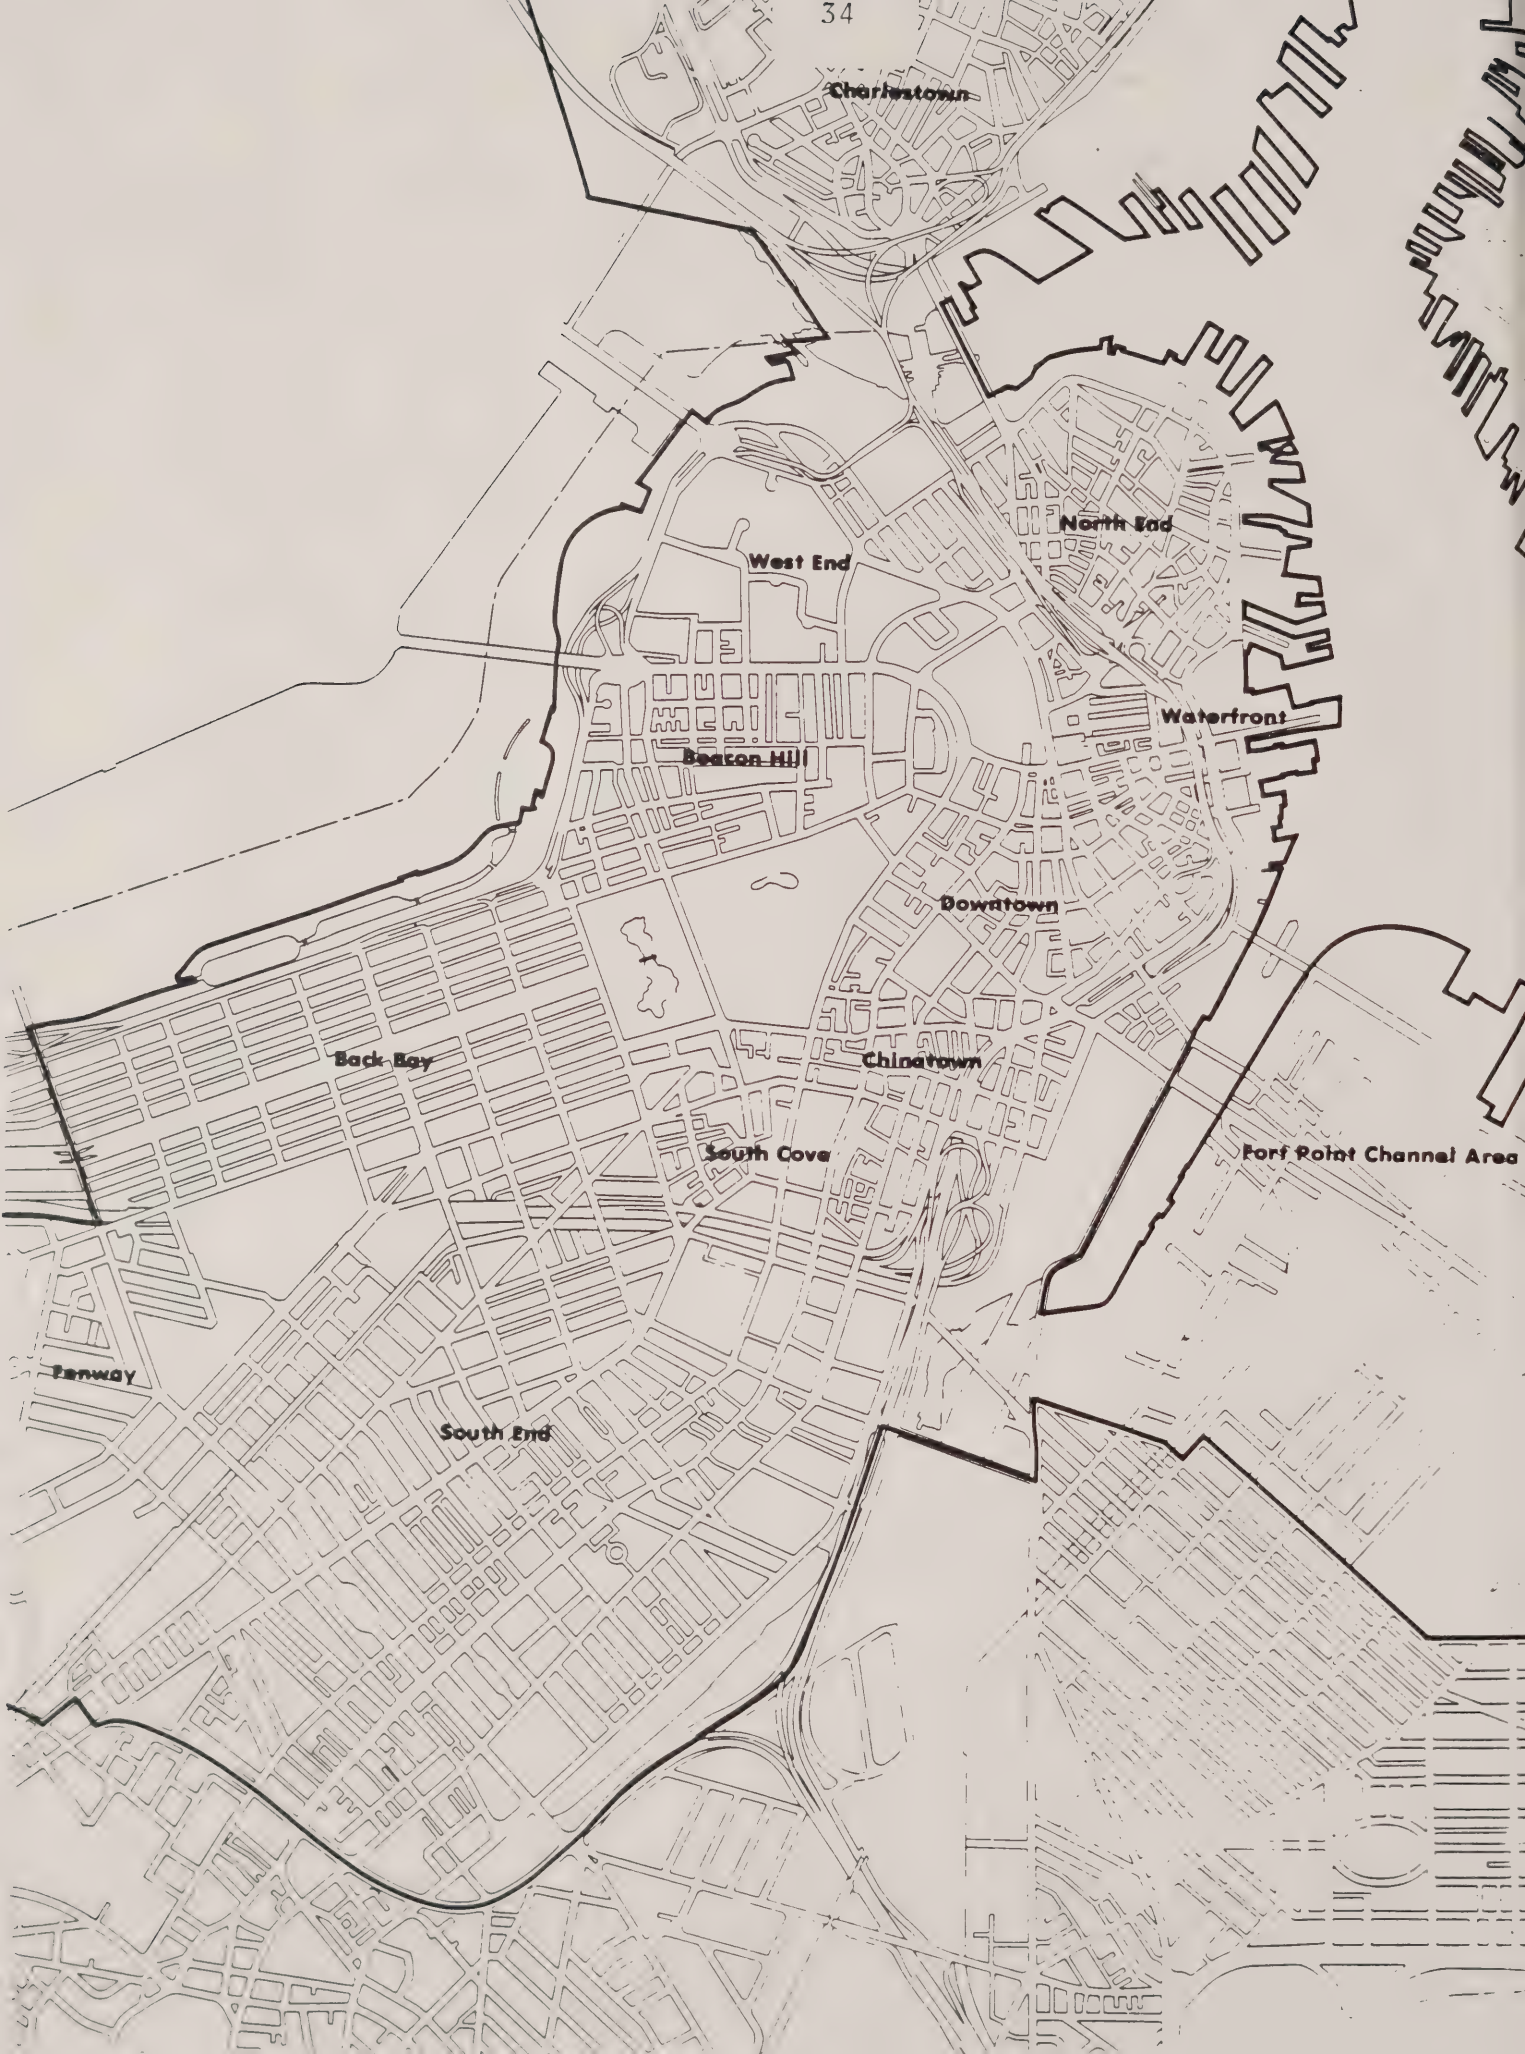 34
Charlestown
North End
West End
Waterfront
Beacon Hill
Downtown
Back Bay
Chinatown
South Cove
Fort Point Channel Area
Fenway
South End